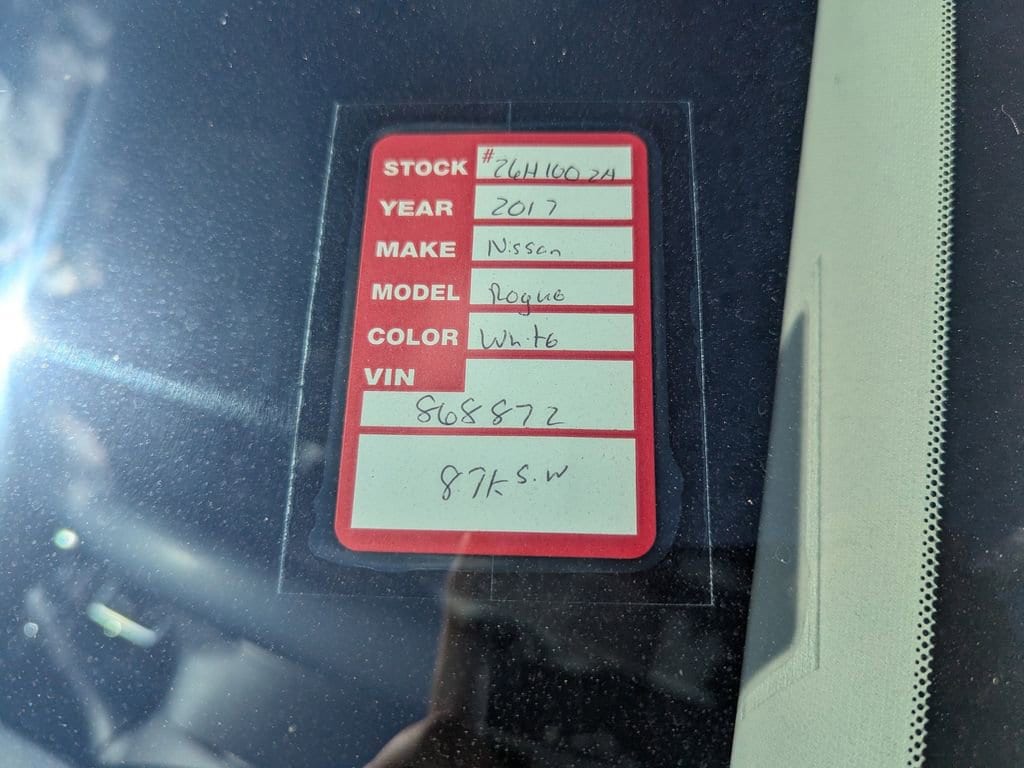 STOCK #26H1002A
YEAR 2017
MAKE Nissan
MODEL Rogue
COLOR White
VIN
868872
87K S.W